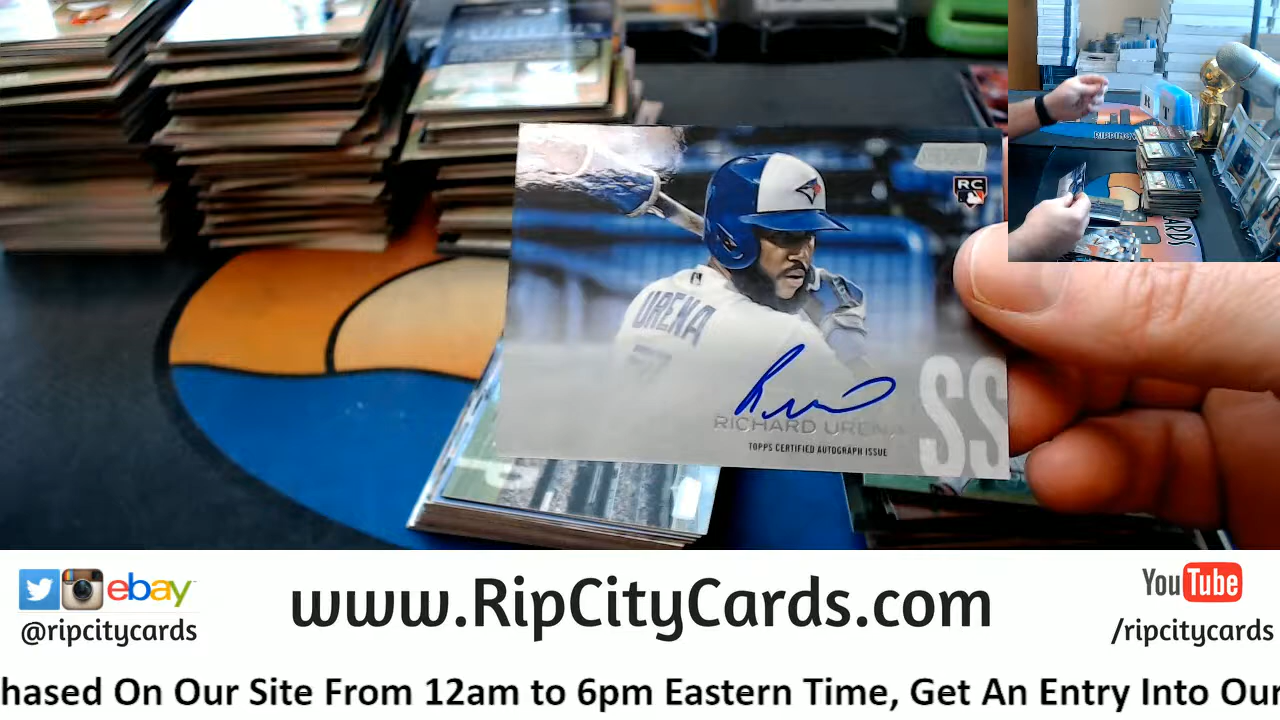 RC
URENA
RICHARD URENA
TOPPS CERTIFIED AUTOGRAPH ISSUE
SS
ebay
@ripcitycards
www.RipCityCards.com
YouTube
/ripcitycards
hased On Our Site From 12am to 6pm Eastern Time, Get An Entry Into Our